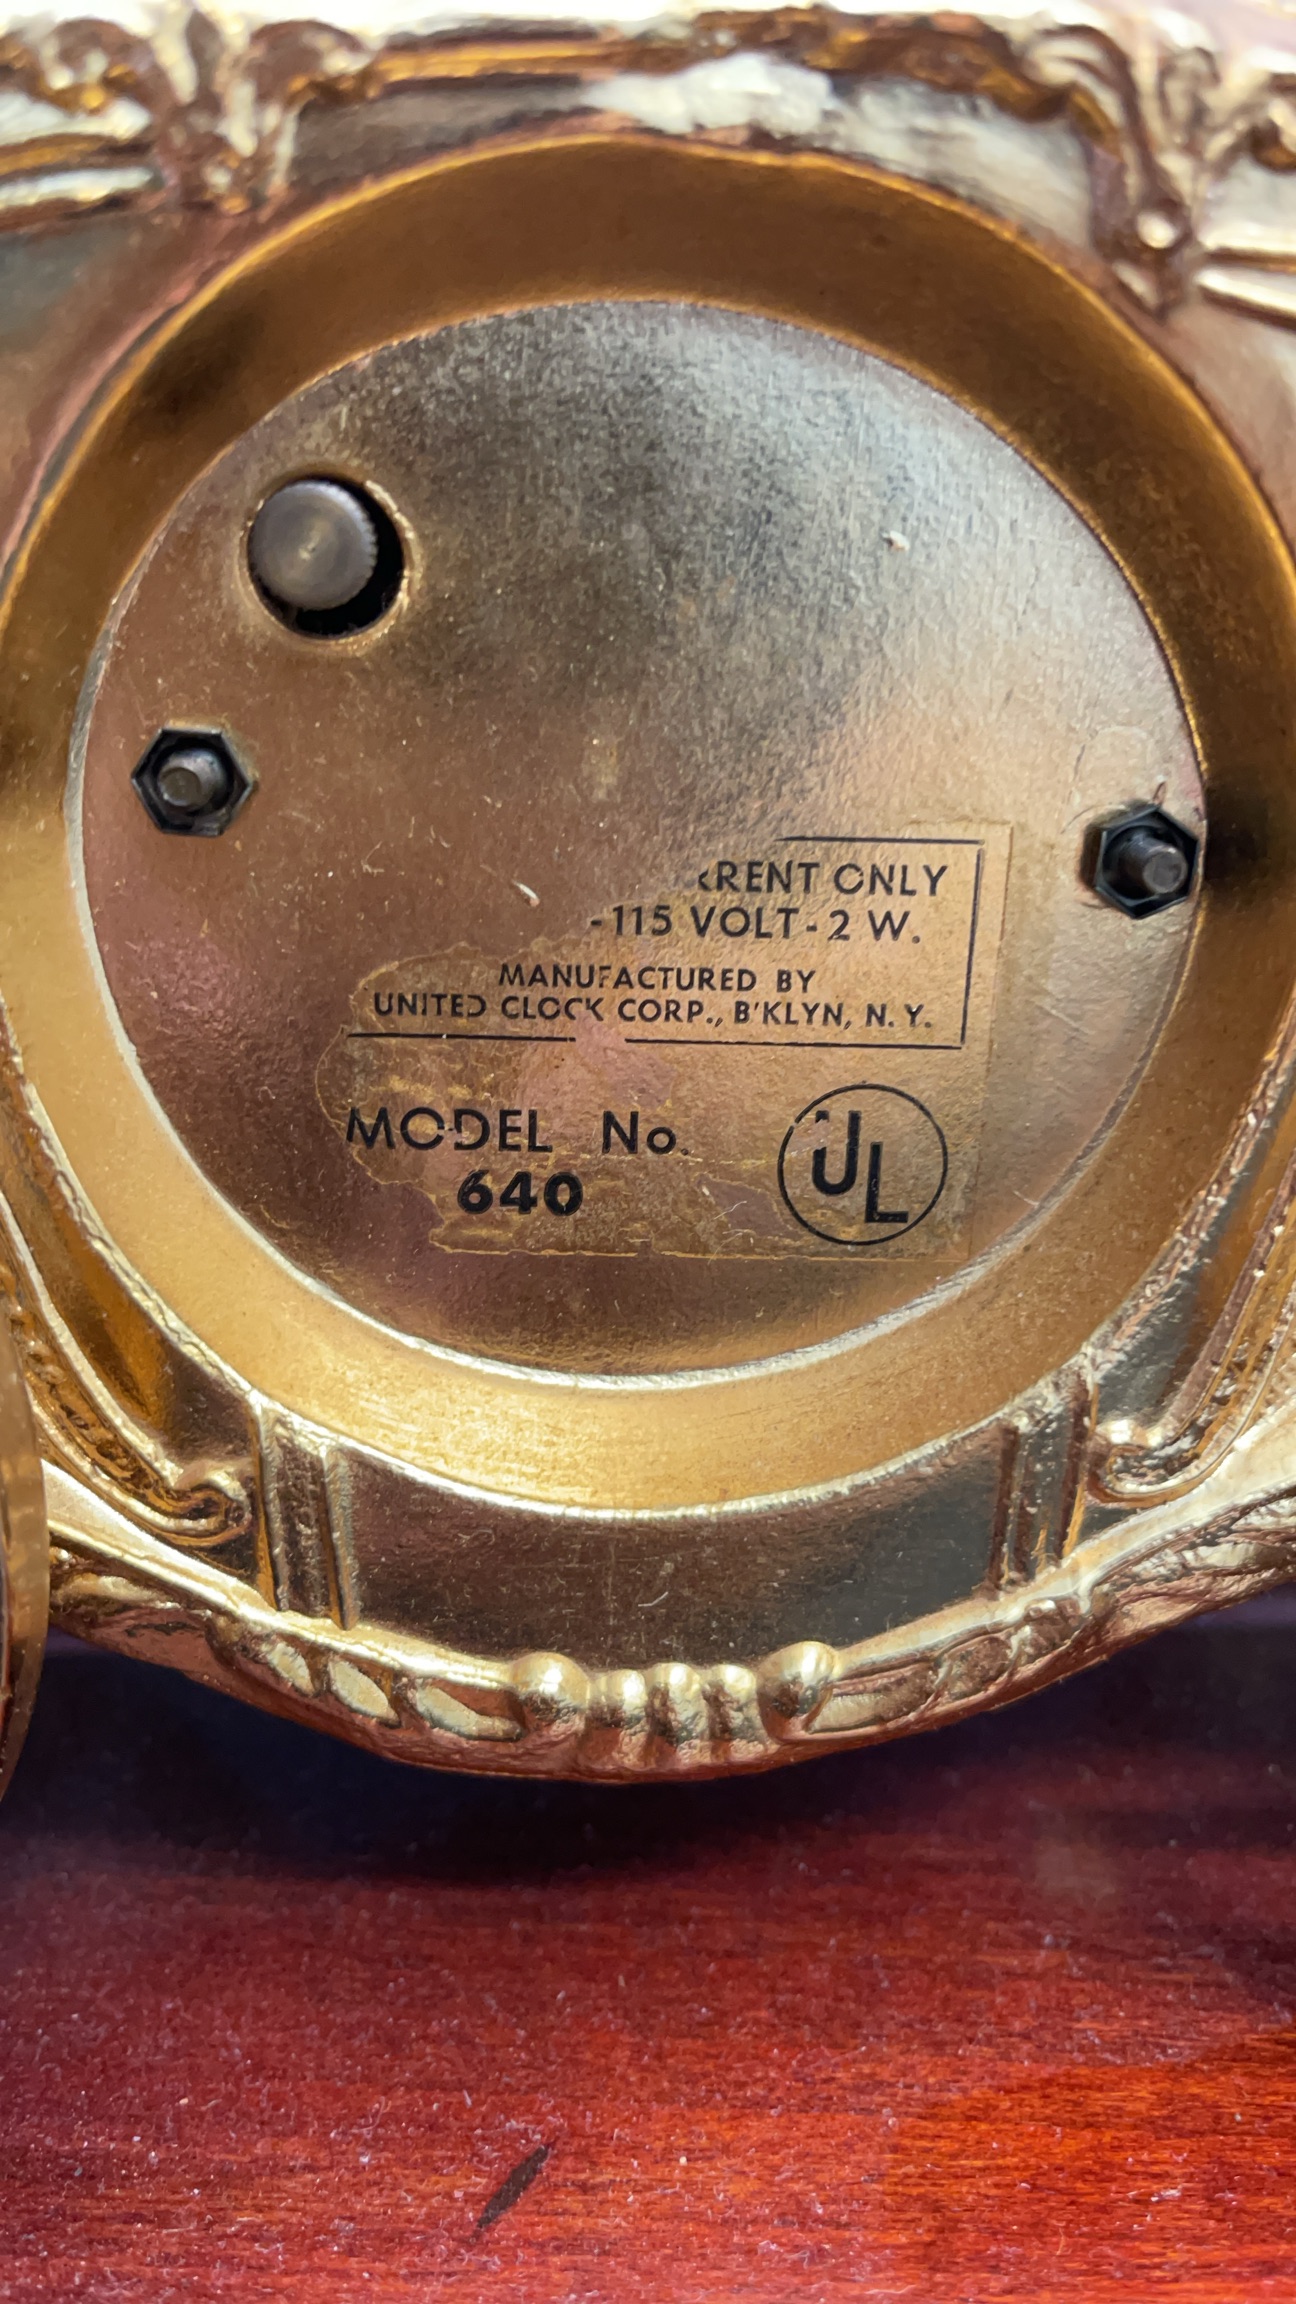 RENT ONLY
-115 VOLT-2 W.
MANUFACTURED BY
UNITED CLOCK CORP., B'KLYN, N.Y.
MODEL No.
640
UL